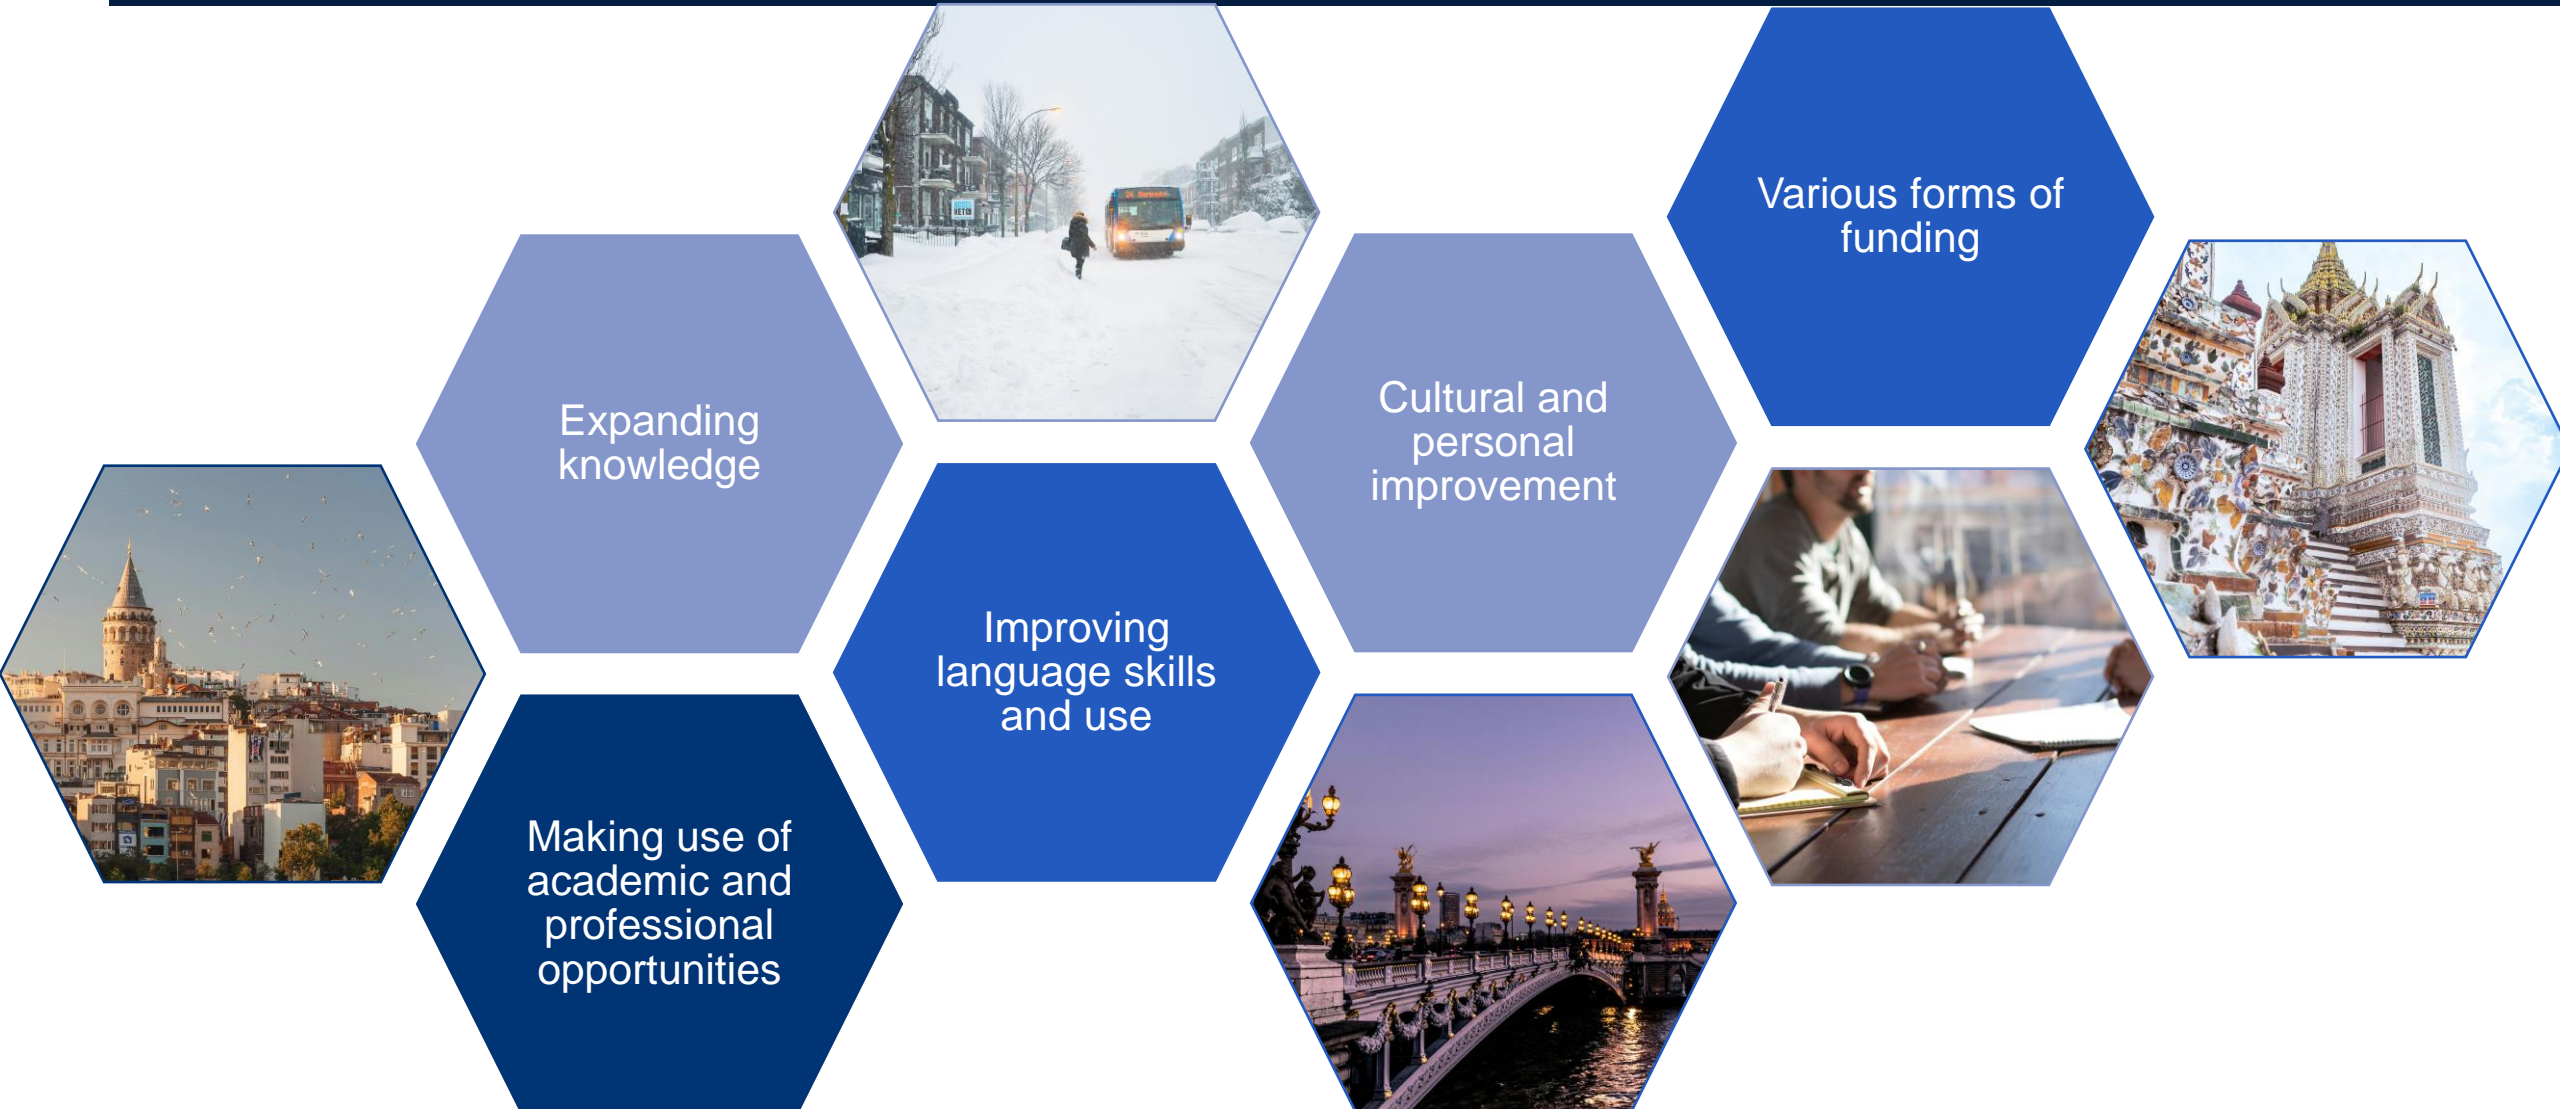 Various forms of
funding
Expanding
knowledge
Cultural and
personal
improvement
Improving
language skills
and use
Making use of
academic and
professional
opportunities